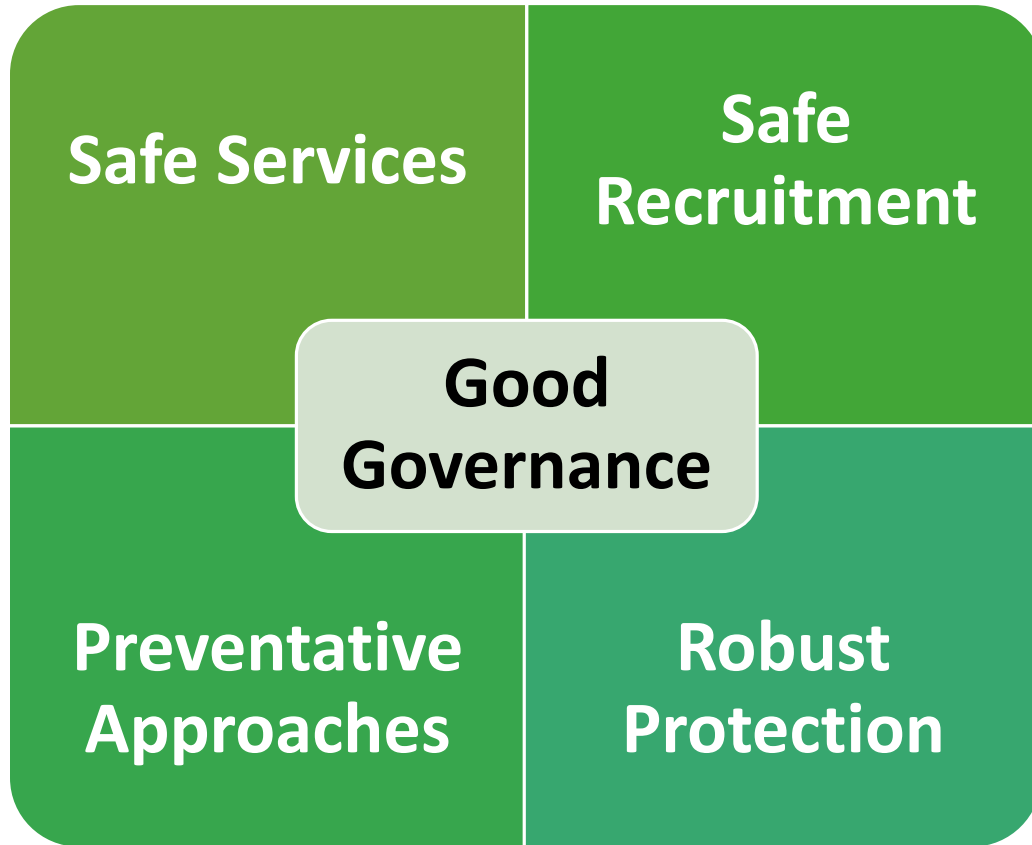 Safe Services
Safe
Recruitment
Good
Governance
Preventative
Approaches
Robust
Protection